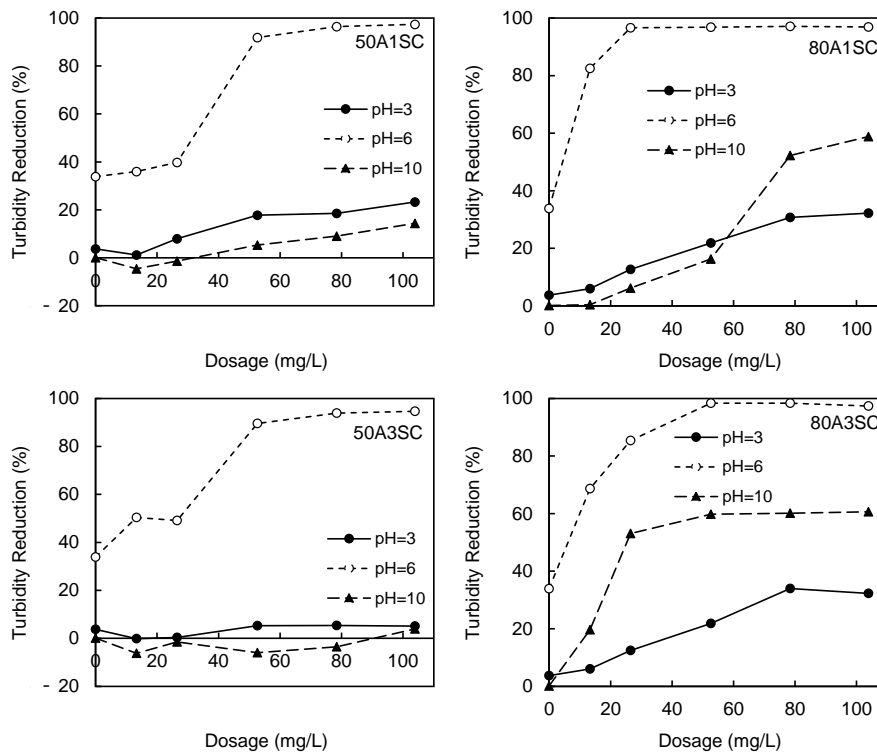 100
80
60
40
20
0
- 20
0 20 40 60 80 100
Turbidity Reduction (%)
Dosage (mg/L)
50A1SC
pH=3
pH=6
pH=10
100
80
60
40
20
0
0 20 40 60 80 100
Turbidity Reduction (%)
Dosage (mg/L)
80A1SC
pH=3
pH=6
pH=10
100
80
60
40
20
0
- 20
0 20 40 60 80 100
Turbidity Reduction (%)
Dosage (mg/L)
50A3SC
pH=3
pH=6
pH=10
100
80
60
40
20
0
0 20 40 60 80 100
Turbidity Reduction (%)
Dosage (mg/L)
80A3SC
pH=3
pH=6
pH=10